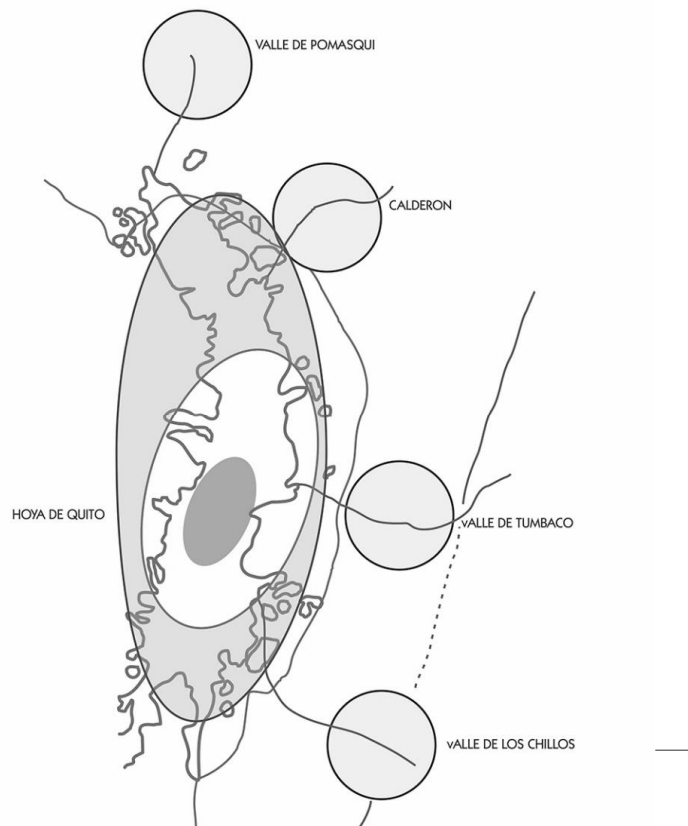 VALLE DE POMASQUI
CALDERON
HOYA DE QUITO
vALLE DE TUMBACO
vALLE DE LOS CHILLOS